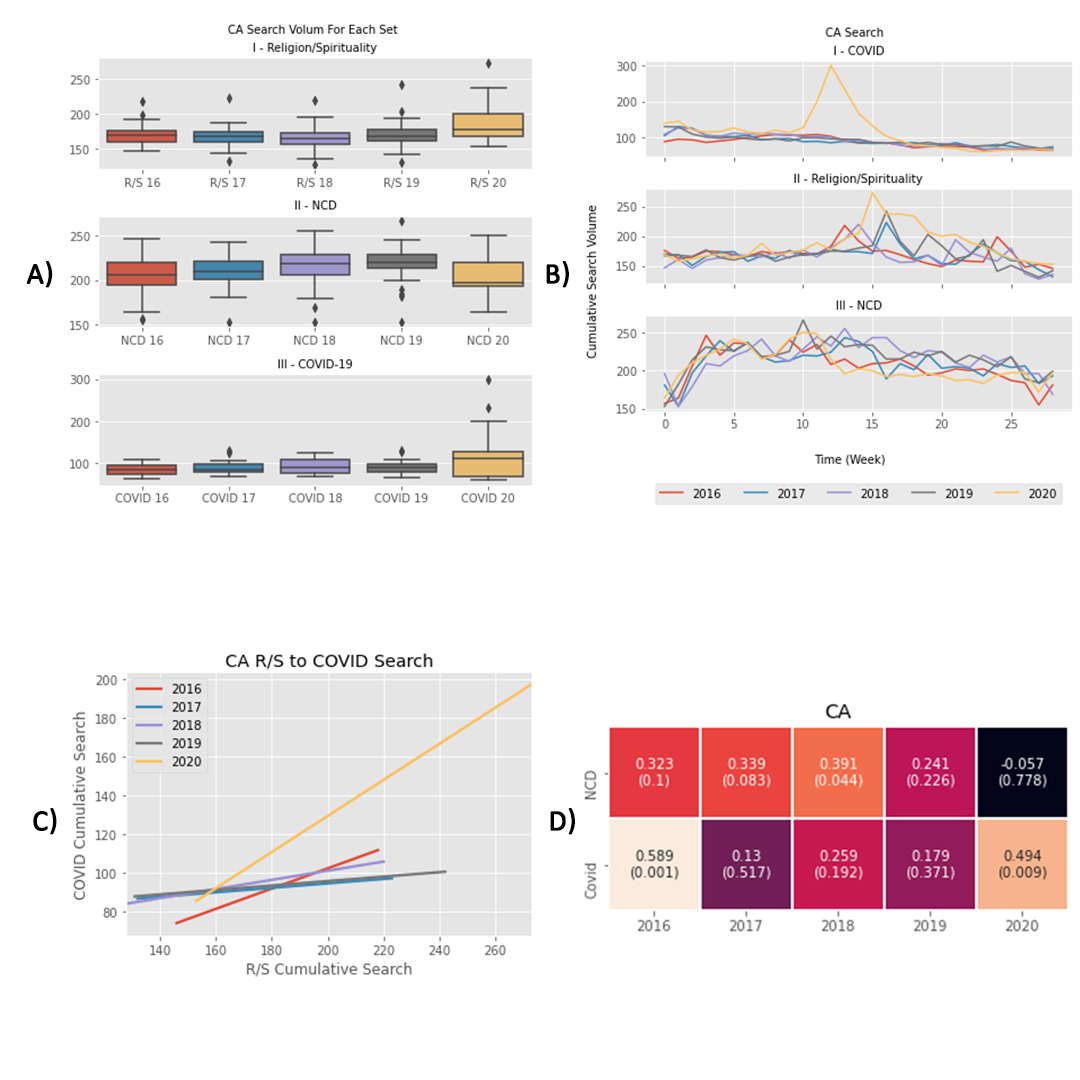 A)
CA Search Volum For Each Set
I - Religion/Spirituality
250
200
150
R/S 16 R/S 17 R/S 18 R/S 19 R/S 20
II - NCD
250
200
150
NCD 16 NCD 17 NCD 18 NCD 19 NCD 20
III - COVID-19
300
200
100
COVID 16 COVID 17 COVID 18 COVID 19 COVID 20
B)
CA Search
I - COVID
300
200
100
II - Religion/Spirituality
250
200
150
III - NCD
250
200
150
0 5 10 15 20 25
Cumulative Search Volume
Time (Week)
2016 2017 2018 2019 2020
C)
CA R/S to COVID Search
2016
2017
2018
2019
2020
200
180
160
140
120
100
80
COVID Cumulative Search
140 160 180 200 220 240 260
R/S Cumulative Search
D)
CA
NCD
0.323 0.339 0.391 0.241 -0.057
(0.1) (0.083) (0.044) (0.226) (0.778)
Covid
0.589 0.13 0.259 0.179 0.494
(0.001) (0.517) (0.192) (0.371) (0.009)
2016 2017 2018 2019 2020